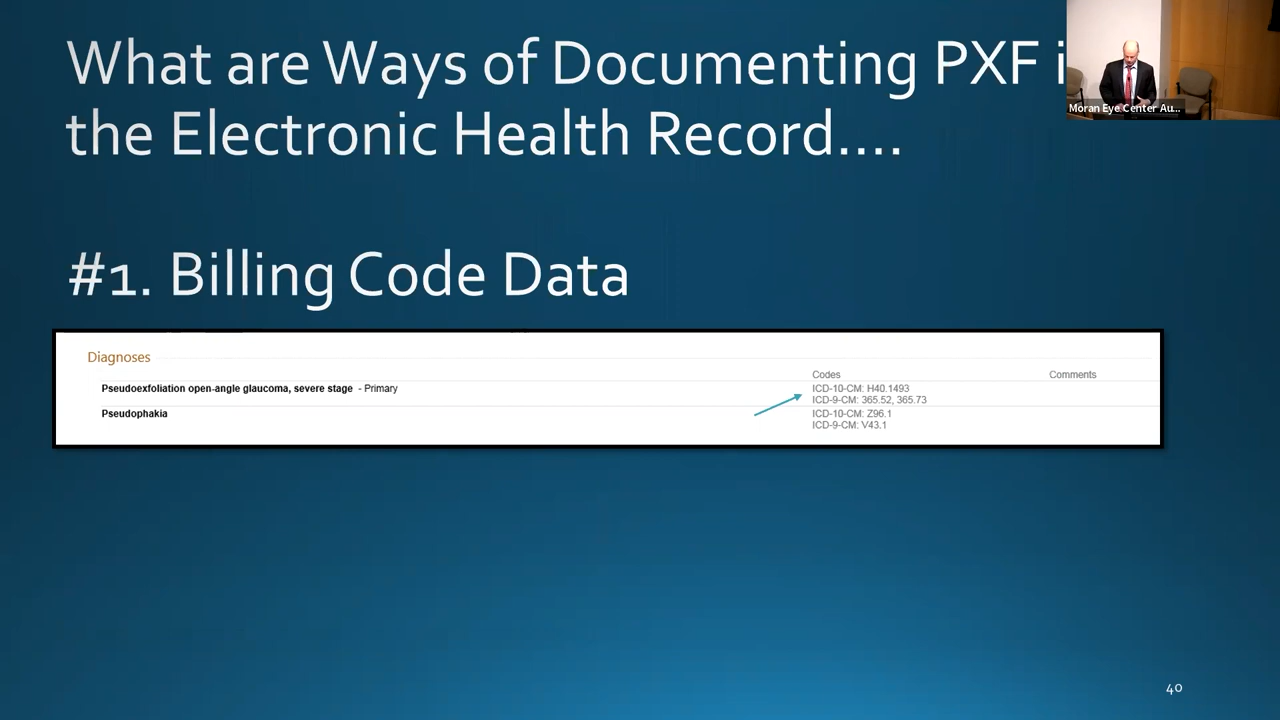 What are Ways of Documenting PXF i
the Electronic Health Record....
Moran Eye Center Au...
#1. Billing Code Data
Diagnoses
Codes
Comments
Pseudoexfoliation open-angle glaucoma, severe stage - Primary
ICD-10-CM: H40.1493
ICD-9-CM: 365.52, 365.73
Pseudophakia
ICD-10-CM: Z96.1
ICD-9-CM: V43.1
40